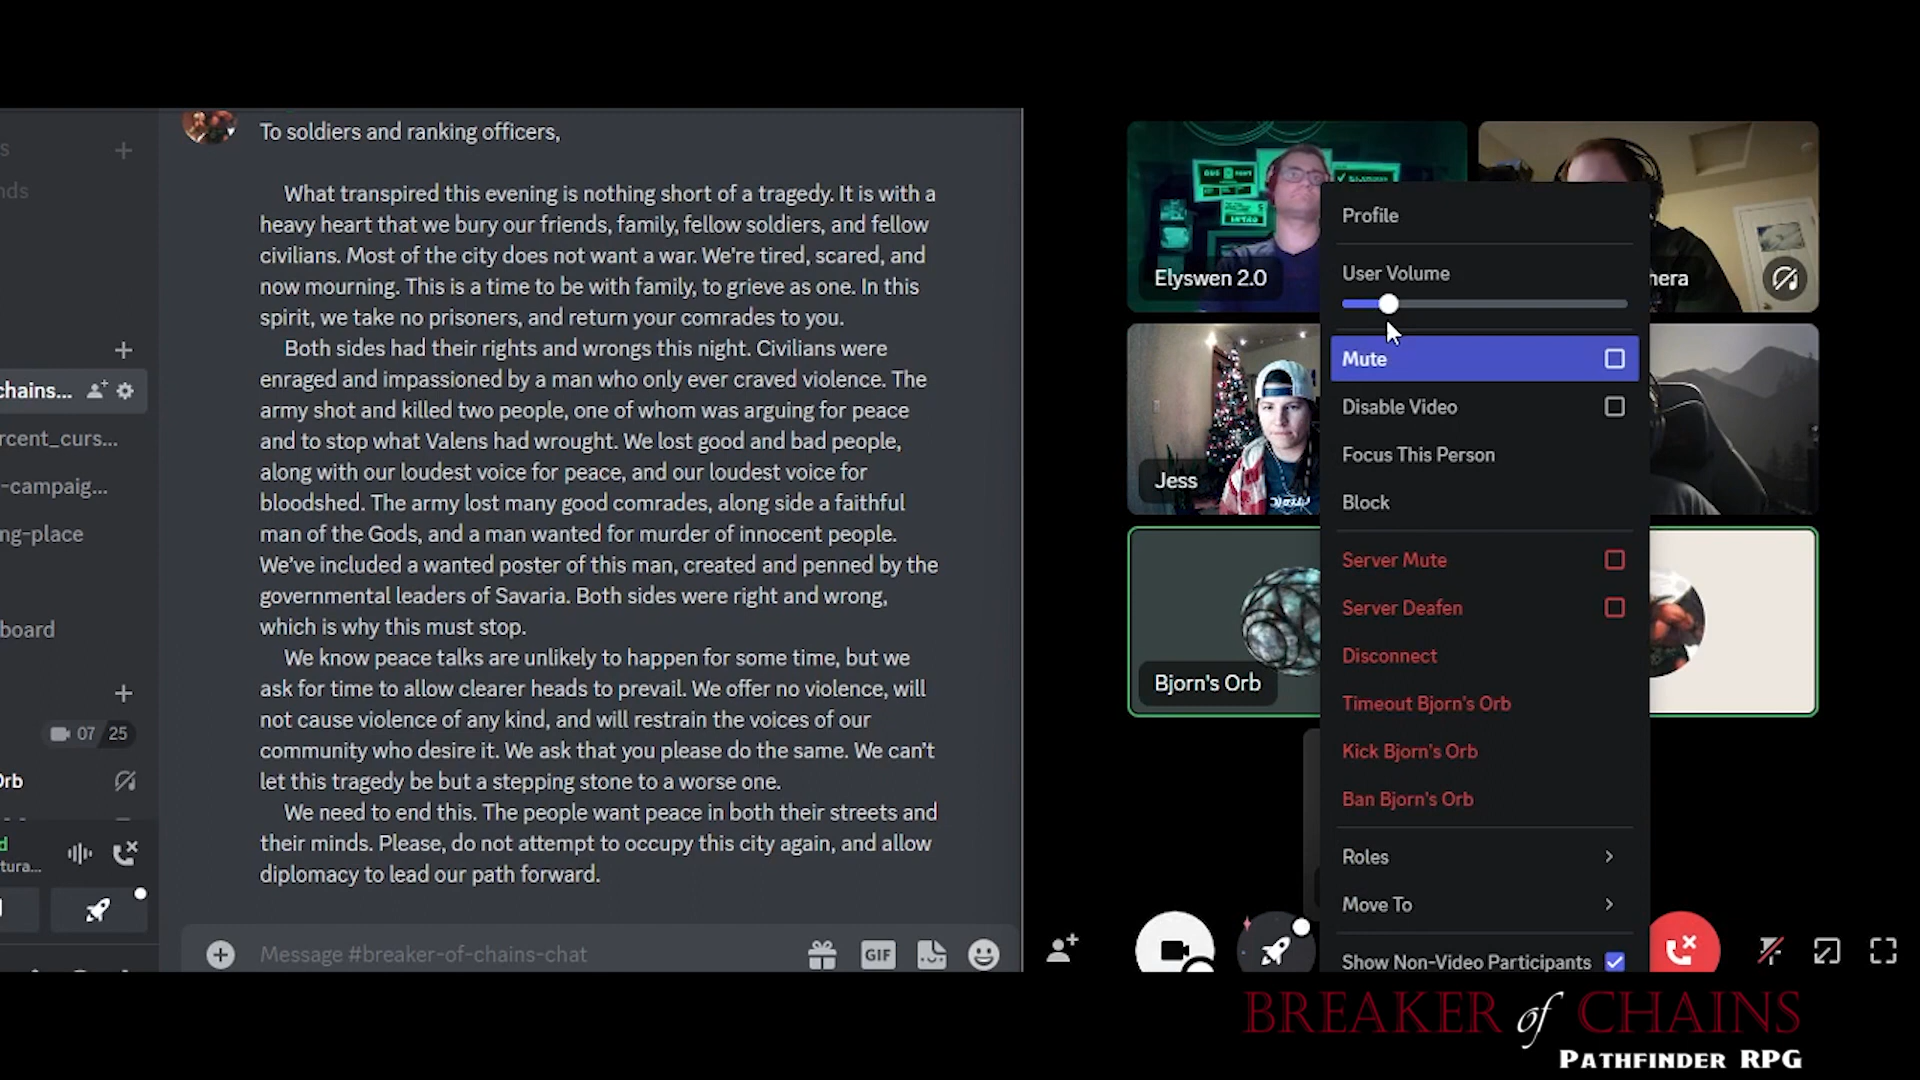 s
nds
chains...
rcent_curs...
-campaig...
ng-place
board
07 25
Orb
d
tura...
To soldiers and ranking officers,
What transpired this evening is nothing short of a tragedy. It is with a
heavy heart that we bury our friends, family, fellow soldiers, and fellow
civilians. Most of the city does not want a war. We're tired, scared, and
now mourning. This is a time to be with family, to grieve as one. In this
spirit, we take no prisoners, and return your comrades to you.
Both sides had their rights and wrongs this night. Civilians were
enraged and impassioned by a man who only ever craved violence. The
army shot and killed two people, one of whom was arguing for peace
and to stop what Valens had wrought. We lost good and bad people,
along with our loudest voice for peace, and our loudest voice for
bloodshed. The army lost many good comrades, along side a faithful
man of the Gods, and a man wanted for murder of innocent people.
We've included a wanted poster of this man, created and penned by the
governmental leaders of Savaria. Both sides were right and wrong,
which is why this must stop.
We know peace talks are unlikely to happen for some time, but we
ask for time to allow clearer heads to prevail. We offer no violence, will
not cause violence of any kind, and will restrain the voices of our
community who desire it. We ask that you please do the same. We can't
let this tragedy be but a stepping stone to a worse one.
We need to end this. The people want peace in both their streets and
their minds. Please, do not attempt to occupy this city again, and allow
diplomacy to lead our path forward.
Message #breaker-of-chains-chat
GIF
Elyswen 2.0
nera
Jess
Bjorn's Orb
Profile
User Volume
Mute
Disable Video
Focus This Person
Block
Server Mute
Server Deafen
Disconnect
Timeout Bjorn's Orb
Kick Bjorn's Orb
Ban Bjorn's Orb
Roles
Move To
Show Non-Video Participants
BREAKER of CHAINS
PATHFINDER RPG